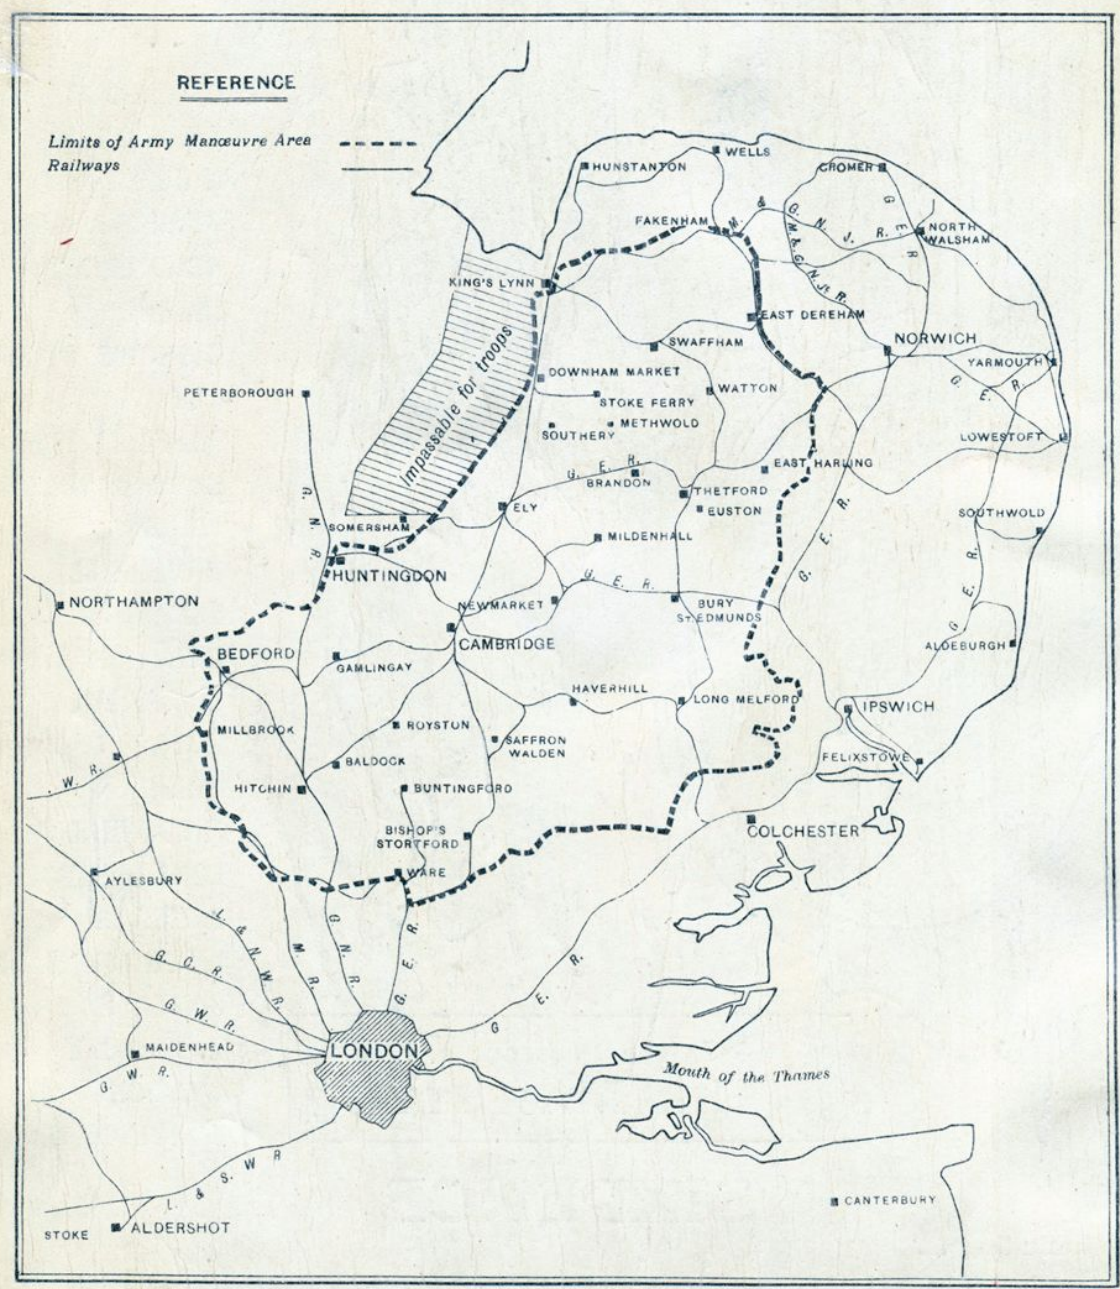 REFERENCE
Limits of Army Manœuvre Area
Railways
WELLS
HUNSTANTON
CROMER
FAKENHAM
M. & G. N. J. R.
G. E. R.
NORTH
WALSHAM
M. & G. N. Jt. R.
KING'S LYNN
EAST DEREHAM
Impassable for troops
SWAFFHAM
NORWICH
YARMOUTH
DOWNHAM MARKET
G. E. R.
PETERBOROUGH
STOKE FERRY
WATTON
METHWOLD
SOUTHERY
LOWESTOFT
G. E. R.
EAST HARLING
BRANDON
THETFORD
G. N. R.
ELY
EUSTON
SOUTHWOLD
SOMERSHAM
MILDENHALL
G. E. R.
HUNTINGDON
G. E. R.
G. E. R.
NORTHAMPTON
NEWMARKET
BURY
ST. EDMUNDS
CAMBRIDGE
ALDEBURGH
BEDFORD
GAMLINGAY
HAVERHILL
LONG MELFORD
IPSWICH
MILLBROOK
ROYSTON
SAFFRON
WALDEN
FELIXSTOWE
BALDOCK
W. R.
HITCHIN
BUNTINGFORD
BISHOP'S
STORTFORD
COLCHESTER
WARE
AYLESBURY
L. & N. W. R.
M. R.
G. N. R.
G. E. R.
G. C. R.
G. E. R.
G. W. R.
MAIDENHEAD
LONDON
G. W. R.
Mouth of the Thames
L. & S. W R
CANTERBURY
STOKE
ALDERSHOT